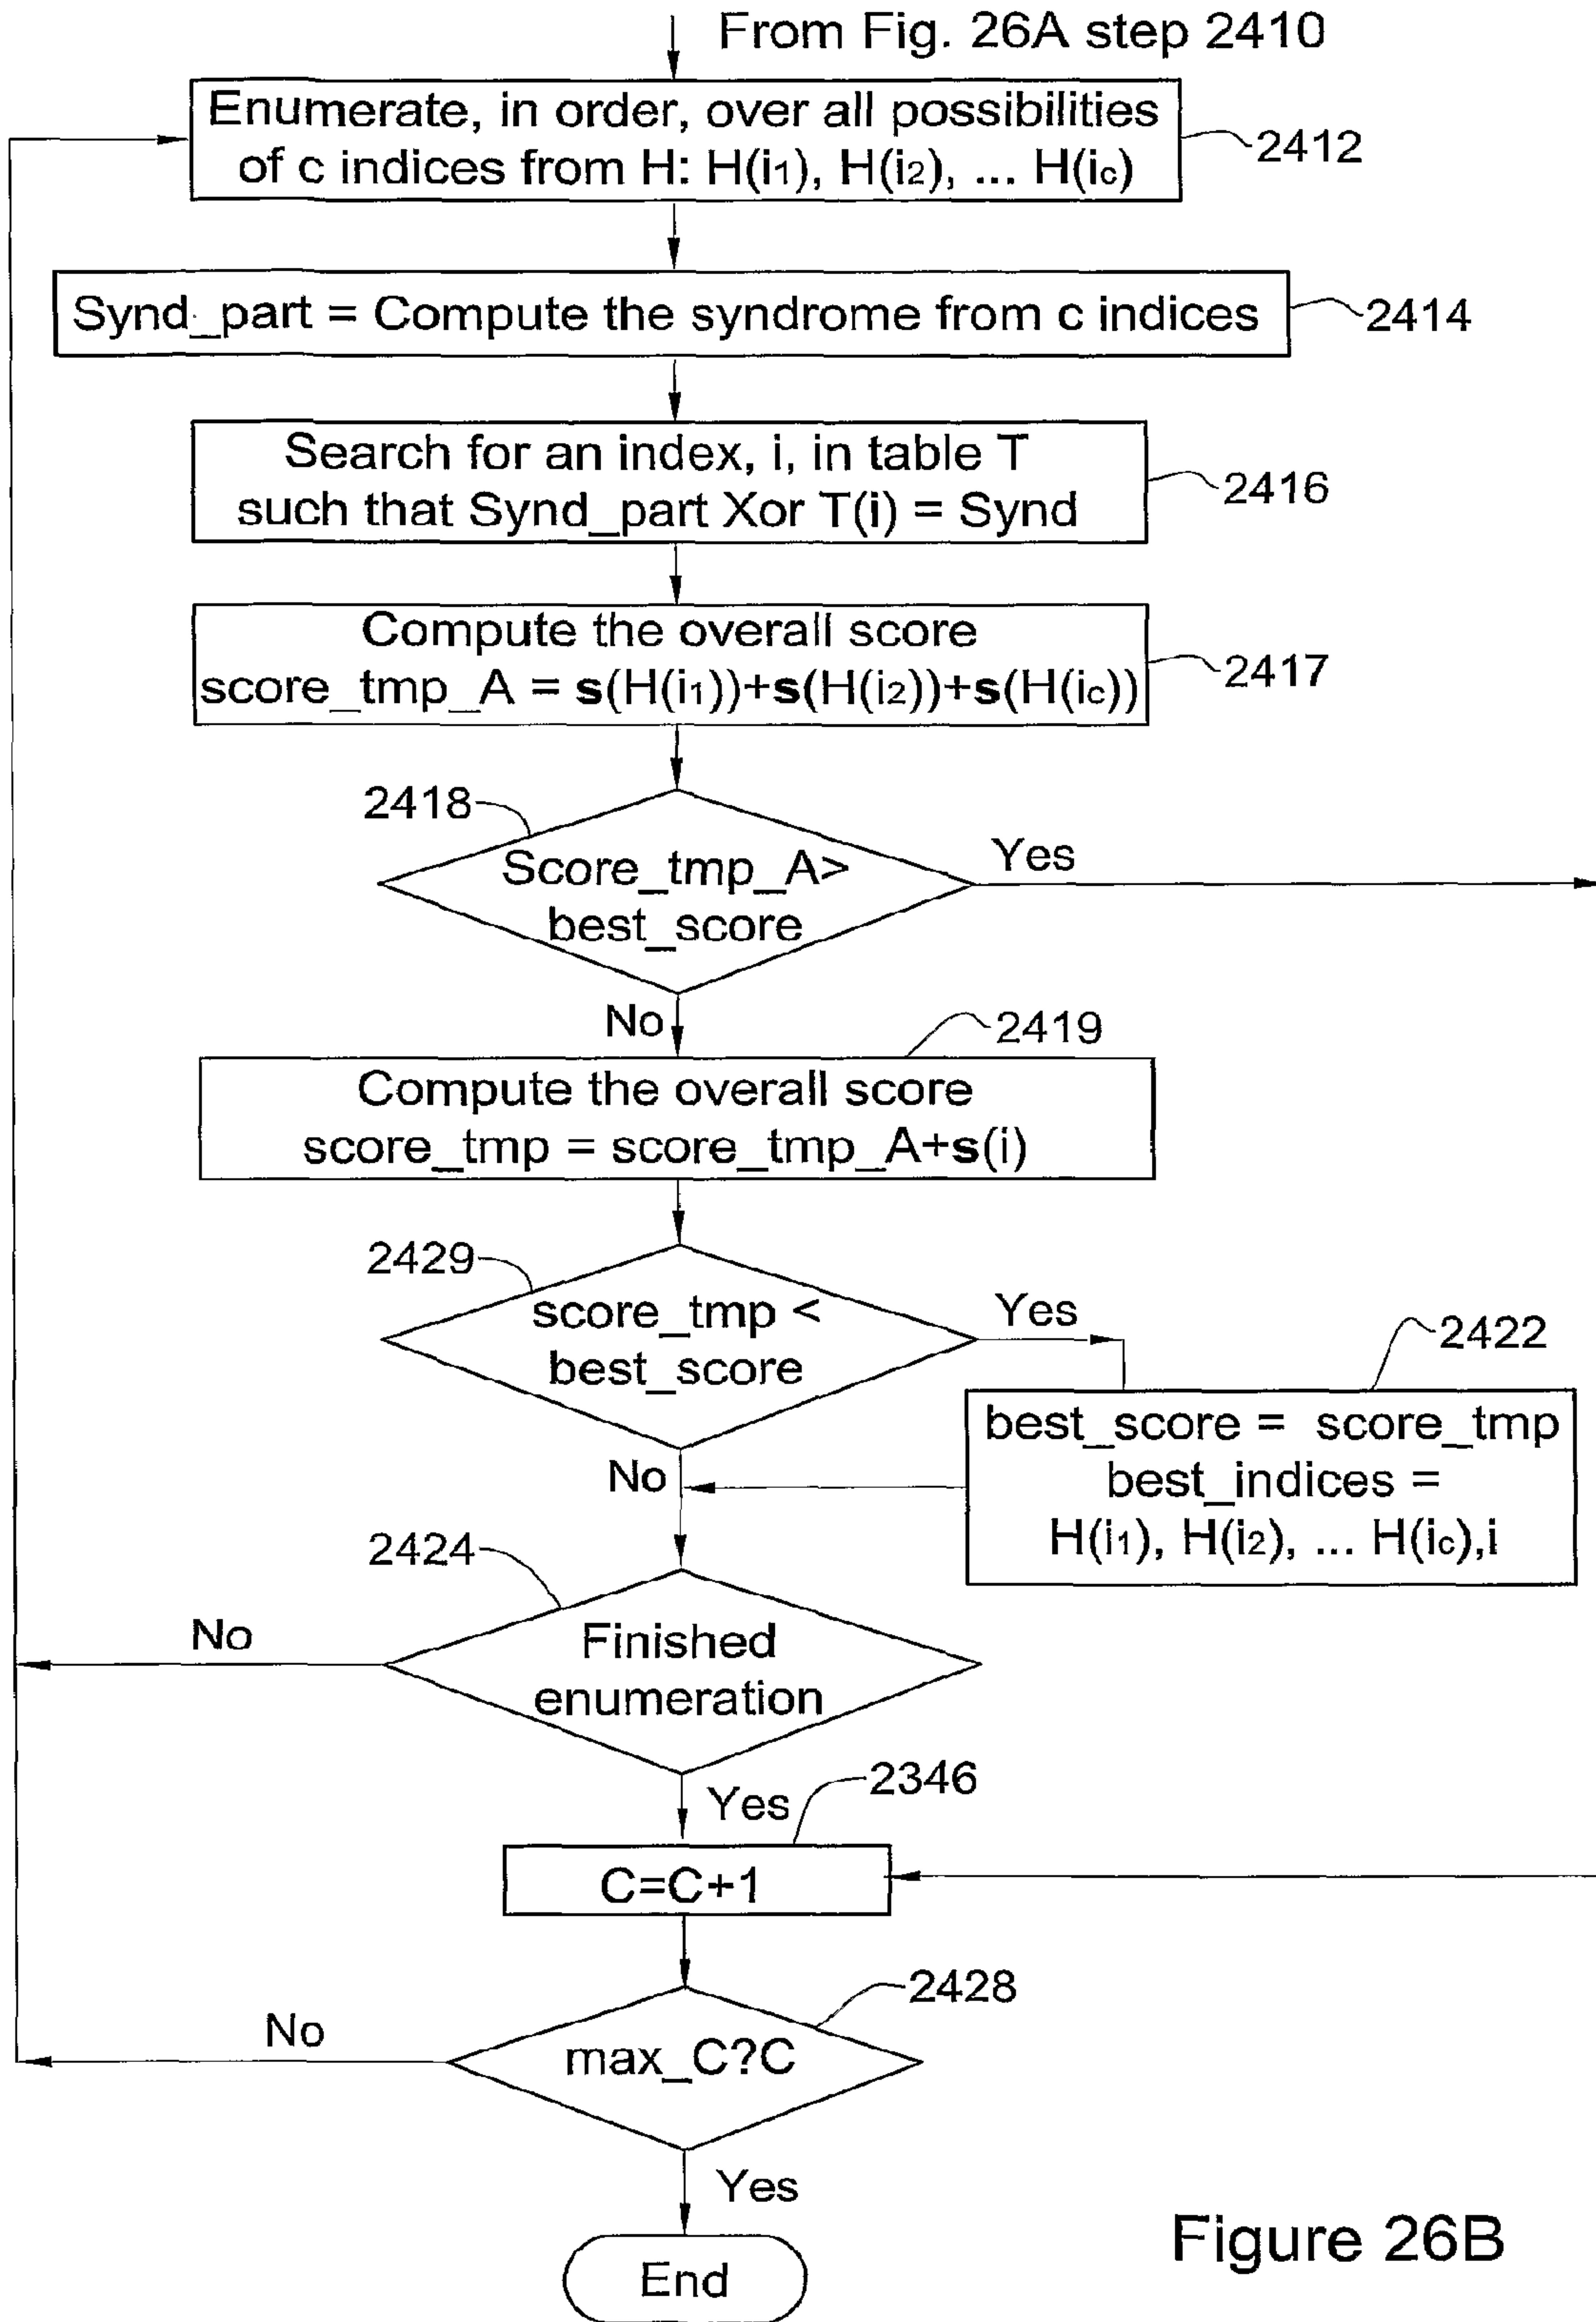 From Fig. 26A step 2410
Enumerate, in order, over all possibilities
of c indices from H: H(i1), H(i2), ... H(ic)
2412
Synd_part = Compute the syndrome from c indices
2414
Search for an index, i, in table T
such that Synd_part Xor T(i) = Synd
2416
Compute the overall score
score_tmp_A = s(H(i1))+s(H(i2))+s(H(ic))
2417
2418
Score_tmp_A>
best_score
Yes
No
2419
Compute the overall score
score_tmp = score_tmp_A+s(i)
2429
score_tmp <
best_score
Yes
2422
best_score = score_tmp
best_indices =
H(i1), H(i2), ... H(ic),i
No
2424
Finished
enumeration
No
Yes
2346
C=C+1
2428
max_C?C
No
Yes
End
Figure 26B